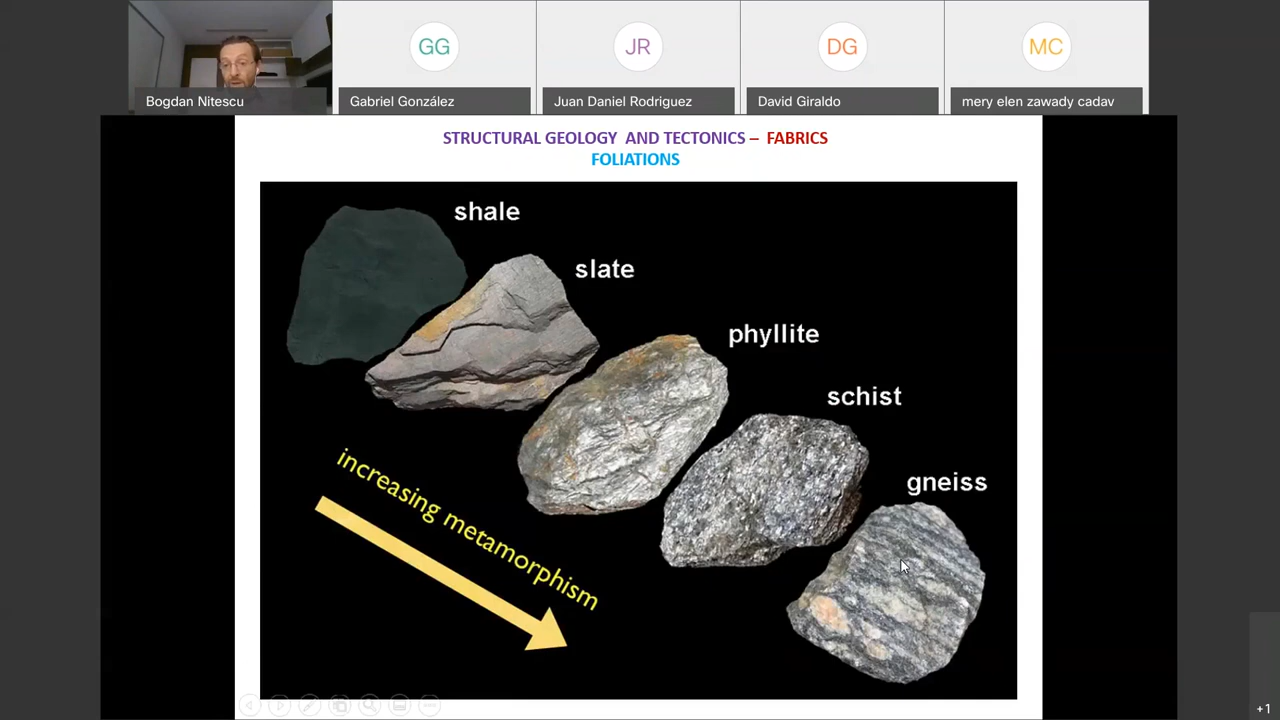 GG
JR
DG
MC
Bogdan Nitescu
Gabriel González
Juan Daniel Rodriguez
David Giraldo
mery elen zawady cadav
STRUCTURAL GEOLOGY AND TECTONICS – FABRICS
FOLIATIONS
shale
slate
phyllite
schist
gneiss
increasing metamorphism
+1